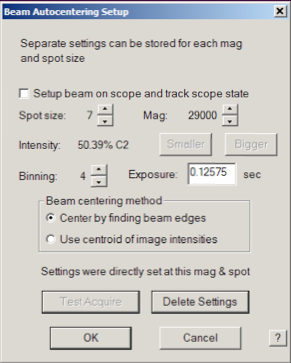 Beam Autocentering Setup
Separate settings can be stored for each mag
and spot size
Setup beam on scope and track scope state
Spot size: 7 Mag: 29000
Intensity: 50.39% C2 Smaller Bigger
Binning: 4 Exposure: 0.12575 sec
Beam centering method
Center by finding beam edges
Use centroid of image intensities
Settings were directly set at this mag & spot
Test Acquire Delete Settings
OK Cancel ?